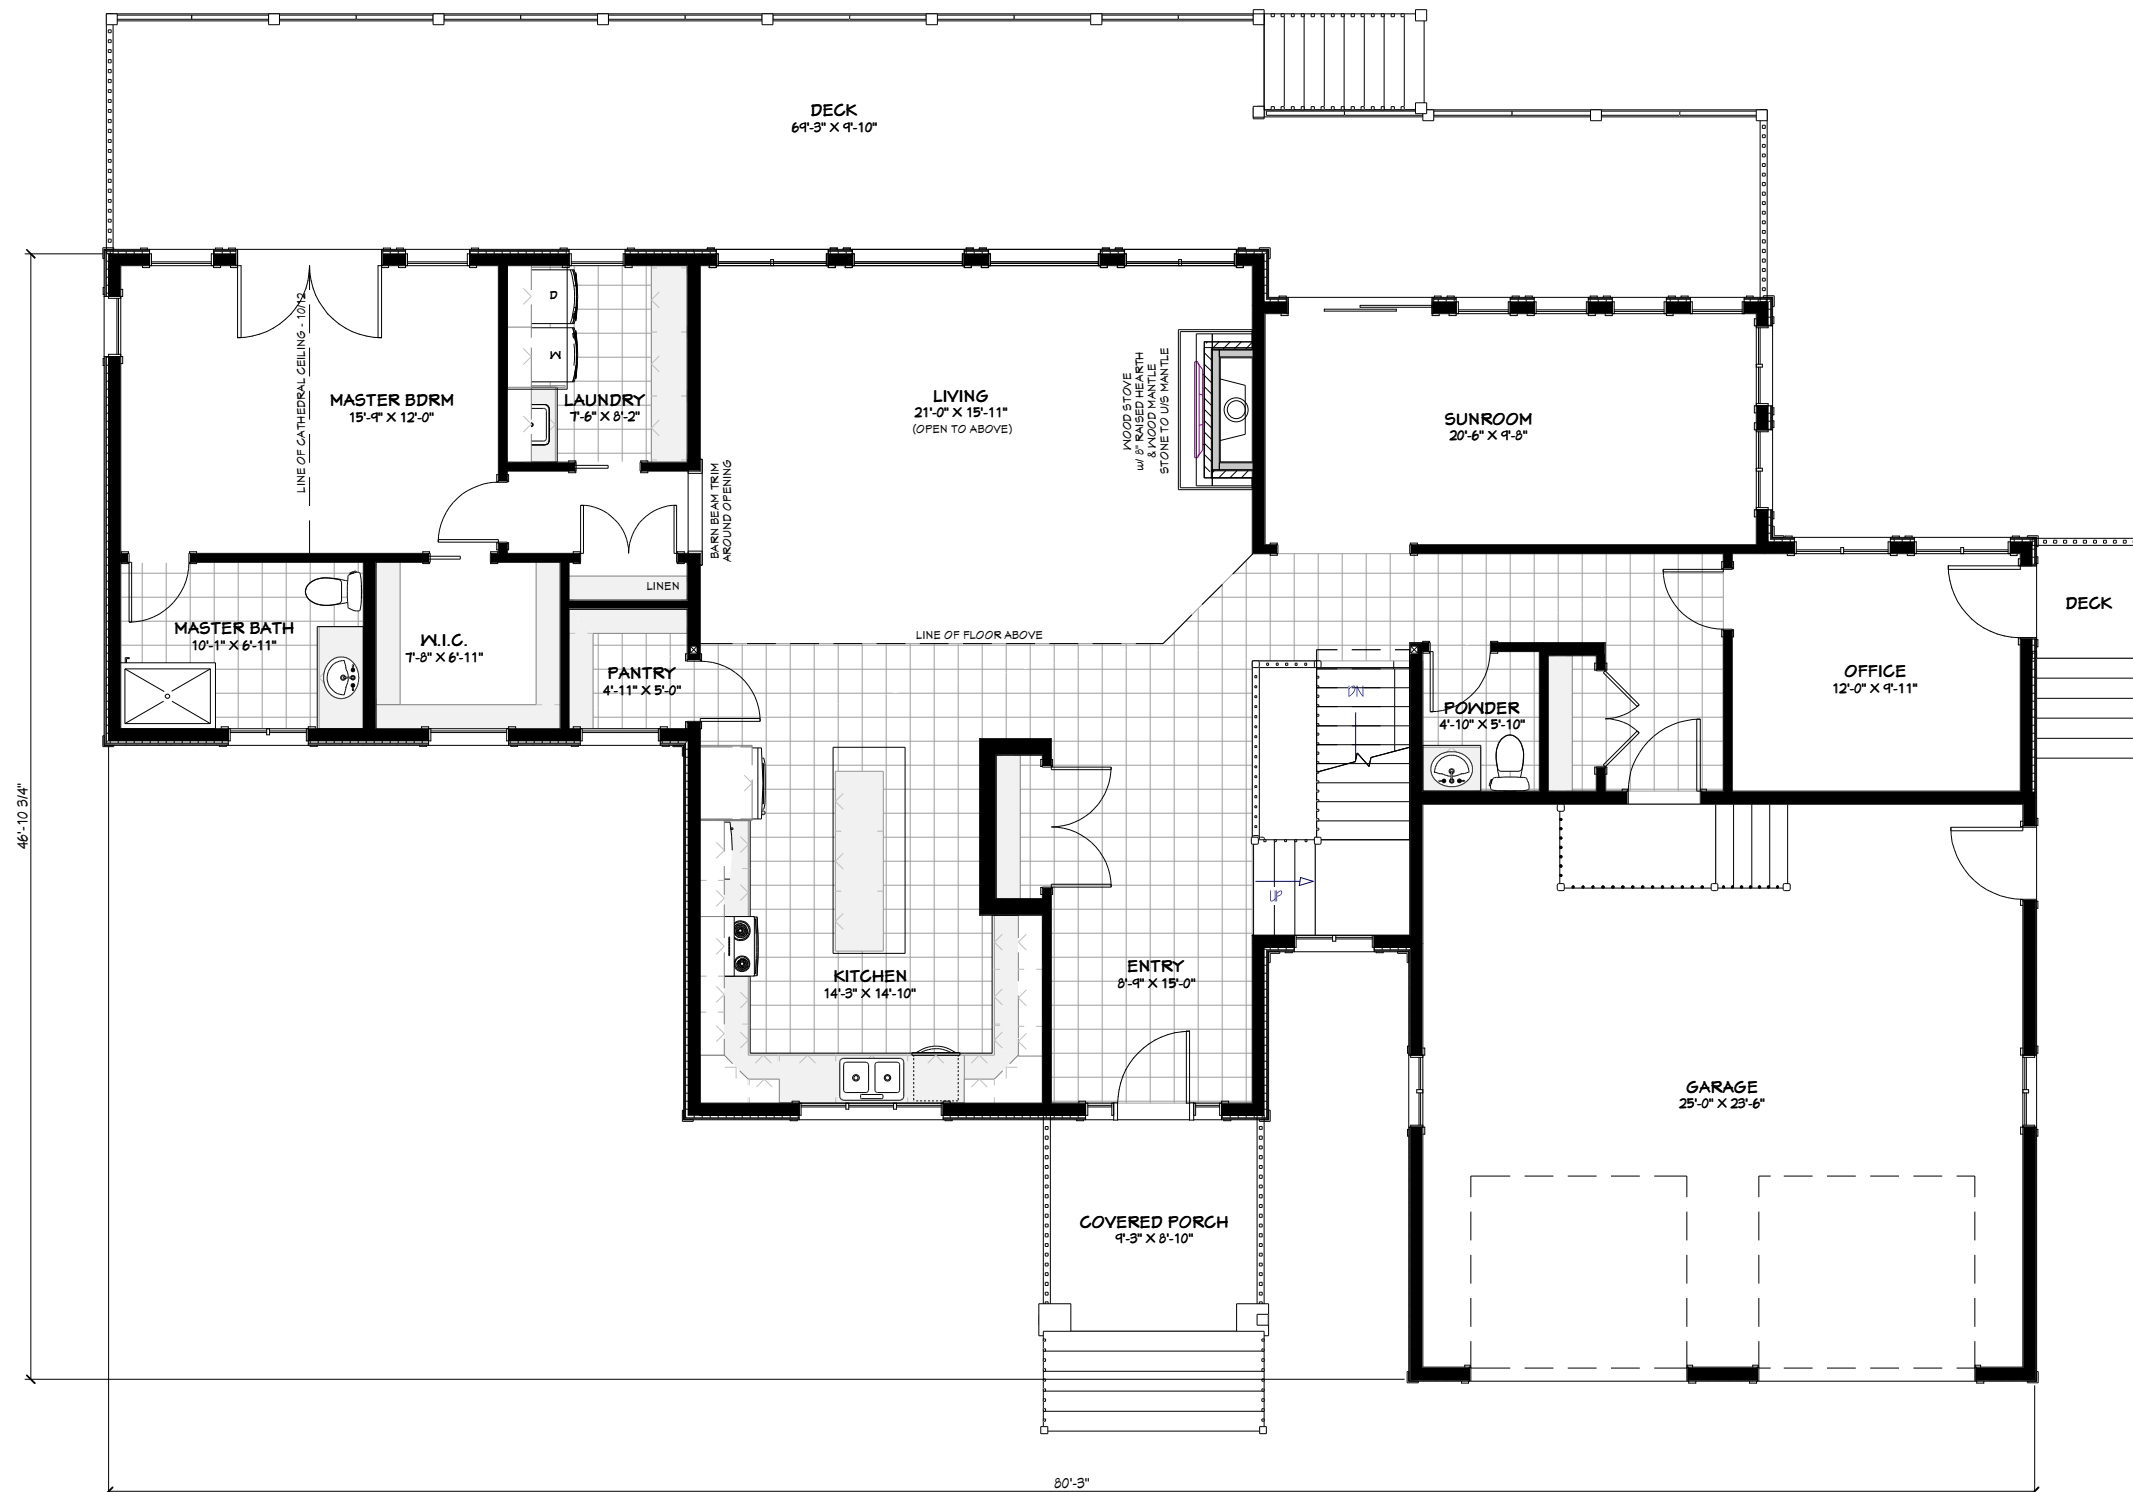 DECK
69'-3" X 9'-10"
LINE OF CATHEDRAL CEILING - 10/12
MASTER BDRM
15'-9" X 12'-0"
D
M
LAUNDRY
7'-6" X 8'-2"
BARN BEAM TRIM
AROUND OPENING
LIVING
21'-0" X 15'-11"
(OPEN TO ABOVE)
WOOD STOVE
w/ 8" RAISED HEARTH
& WOOD MANTLE
STONE TO U/S MANTLE
SUNROOM
20'-6" X 9'-8"
LINEN
MASTER BATH
10'-1" X 6'-11"
W.I.C.
7'-8" X 6'-11"
PANTRY
4'-11" X 5'-0"
LINE OF FLOOR ABOVE
DN
POWDER
4'-10" X 5'-10"
OFFICE
12'-0" X 9'-11"
DECK
46'-10 3/4"
UP
KITCHEN
14'-3" X 14'-10"
ENTRY
8'-9" X 15'-0"
GARAGE
25'-0" X 23'-6"
COVERED PORCH
9'-3" X 8'-10"
80'-3"